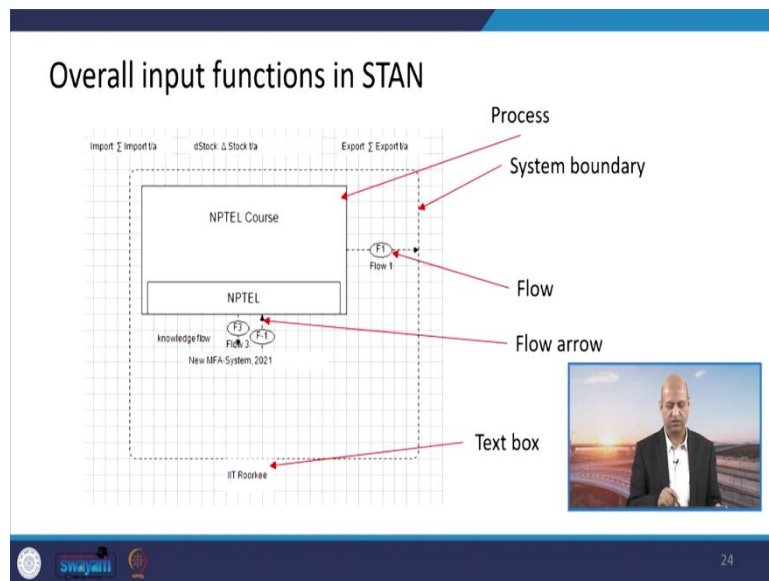 Overall input functions in STAN
Process
Import: ∑ Import t/a dStock: Δ Stock t/a Export: ∑ Export t/a
System boundary
NPTEL Course
F1
Flow 1
Flow
NPTEL
F3
F-1
Flow arrow
knowledge flow Flow 3
New MFA-System, 2021
Text box
IIT Roorkee
swayam
24